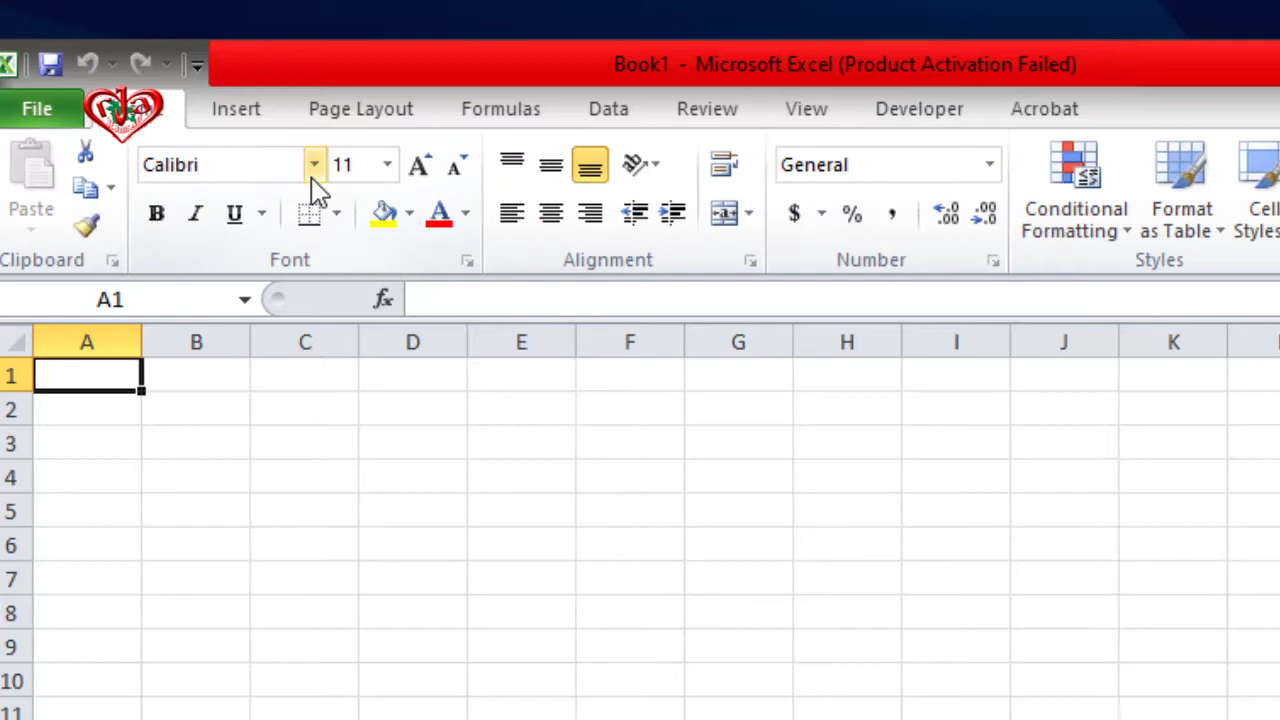 Book1 - Microsoft Excel (Product Activation Failed)
File Insert Page Layout Formulas Data Review View Developer Acrobat
Calibri 11 General
Paste B I U $ % , Conditional Formatting Format as Table Cell Styles
Clipboard Font Alignment Number Styles
A1 fx
A B C D E F G H I J K
1
2
3
4
5
6
7
8
9
10
11